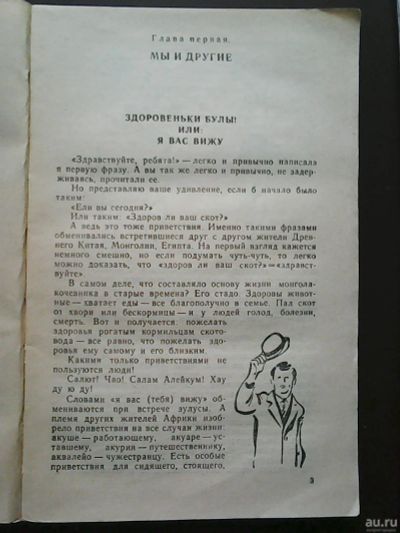 Глава первая.
МЫ И ДРУГИЕ
ЗДОРОВЕНЬКИ БУЛЫ!
ИЛИ:
Я ВАС ВИЖУ
«Здравствуйте, ребята!» — легко и привычно написала
я первую фразу. А вы так же легко и привычно, не задер-
живаясь, прочитали ее.
Но представляю ваше удивление, если б начало было
таким:
«Ели вы сегодня?»
Или таким: «Здоров ли ваш скот?»
А ведь это тоже приветствия. Именно такими фразами
обменивались встретившиеся друг с другом жители Древ-
него Китая, Монголии, Египта. На первый взгляд кажется
немного смешно, но если подумать чуть-чуть, то легко
можно доказать, что «здоров ли ваш скот?» = «здравст-
вуйте».
В самом деле, что составляло основу жизни монгола-
кочевника в старые времена? Его стадо. Здоровы живот-
ные — хватает еды — все благополучно в семье. Пал скот
от хвори или бескормицы — и у людей голод, болезни,
смерть. Вот и получается: пожелать
здоровья рогатым кормильцам ското-
вода — все равно, что пожелать здоровья
ему самому и его близким.
Какими только приветствиями не
пользуются люди!
Салют! Чао! Салам Алейкум! Хау
ду ю ду!
Словами «я вас (тебя) вижу» об-
мениваются при встрече зулусы. А
племя других жителей Африки изоб-
рело приветствия на все случаи жизни:
акуше — работающему, акуаре — ус-
тавшему, акурин — путешественнику,
аквалейо — чужестранцу. Есть особые
приветствия для сидящего, стоящего,
3
au.ru